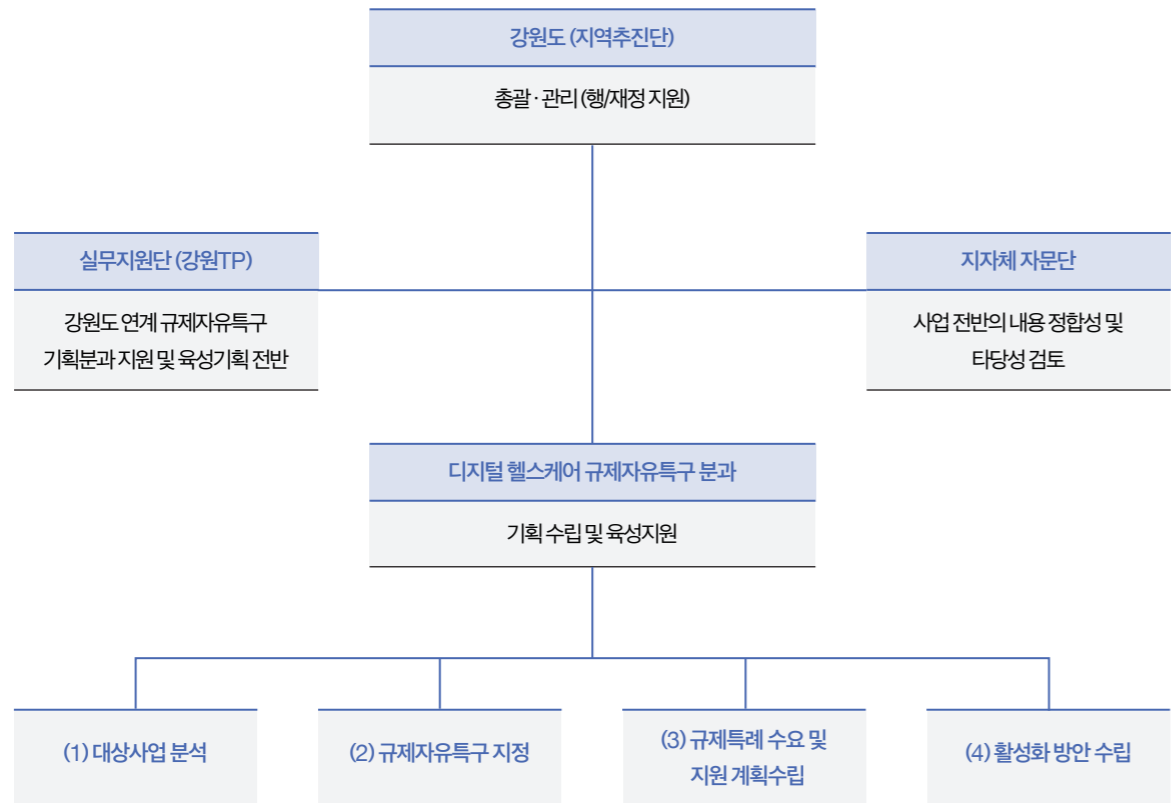 강원도 (지역추진단)
총괄 · 관리 (행/재정 지원)
실무지원단 (강원TP)
강원도 연계 규제자유특구
기획분과 지원 및 육성기획 전반
지자체 자문단
사업 전반의 내용 정합성 및
타당성 검토
디지털 헬스케어 규제자유특구 분과
기획 수립 및 육성지원
(1) 대상사업 분석
(2) 규제자유특구 지정
(3) 규제특례 수요 및
지원 계획수립
(4) 활성화 방안 수립